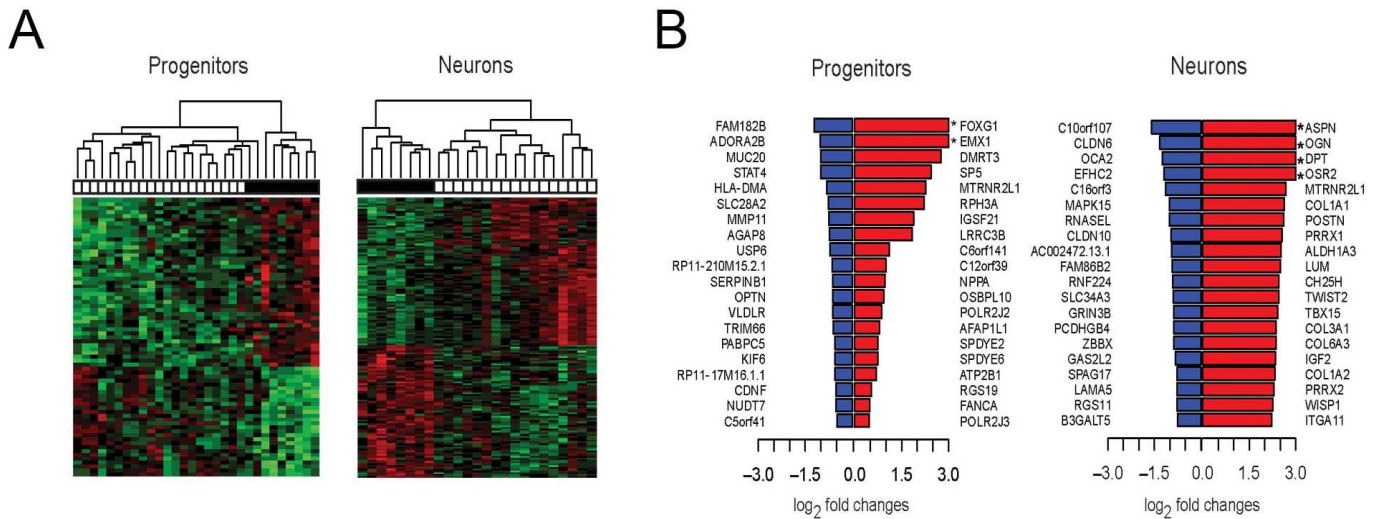 A
B
Progenitors
Neurons
Progenitors
Neurons
FAM182B
ADORA2B
MUC20
STAT4
HLA-DMA
SLC28A2
MMP11
AGAP8
USP6
RP11-210M15.2.1
SERPINB1
OPTN
VLDLR
TRIM66
PABPC5
KIF6
RP11-17M16.1.1
CDNF
NUDT7
C5orf41
* FOXG1
* EMX1
DMRT3
SP5
MTRNR2L1
RPH3A
IGSF21
LRRC3B
C6orf141
C12orf39
NPPA
OSBPL10
POLR2J2
AFAP1L1
SPDYE2
SPDYE6
ATP2B1
RGS19
FANCA
POLR2J3
−3.0 −1.5 0.0 1.5 3.0
log2 fold changes
C10orf107
CLDN6
OCA2
EFHC2
C16orf3
MAPK15
RNASEL
CLDN10
AC002472.13.1
FAM86B2
RNF224
SLC34A3
GRIN3B
PCDHGB4
ZBBX
GAS2L2
SPAG17
LAMA5
RGS11
B3GALT5
*ASPN
*OGN
*DPT
*OSR2
MTRNR2L1
COL1A1
POSTN
PRRX1
ALDH1A3
LUM
CH25H
TWIST2
TBX15
COL3A1
COL6A3
IGF2
COL1A2
PRRX2
WISP1
ITGA11
−3.0 −1.5 0.0 1.5 3.0
log2 fold changes